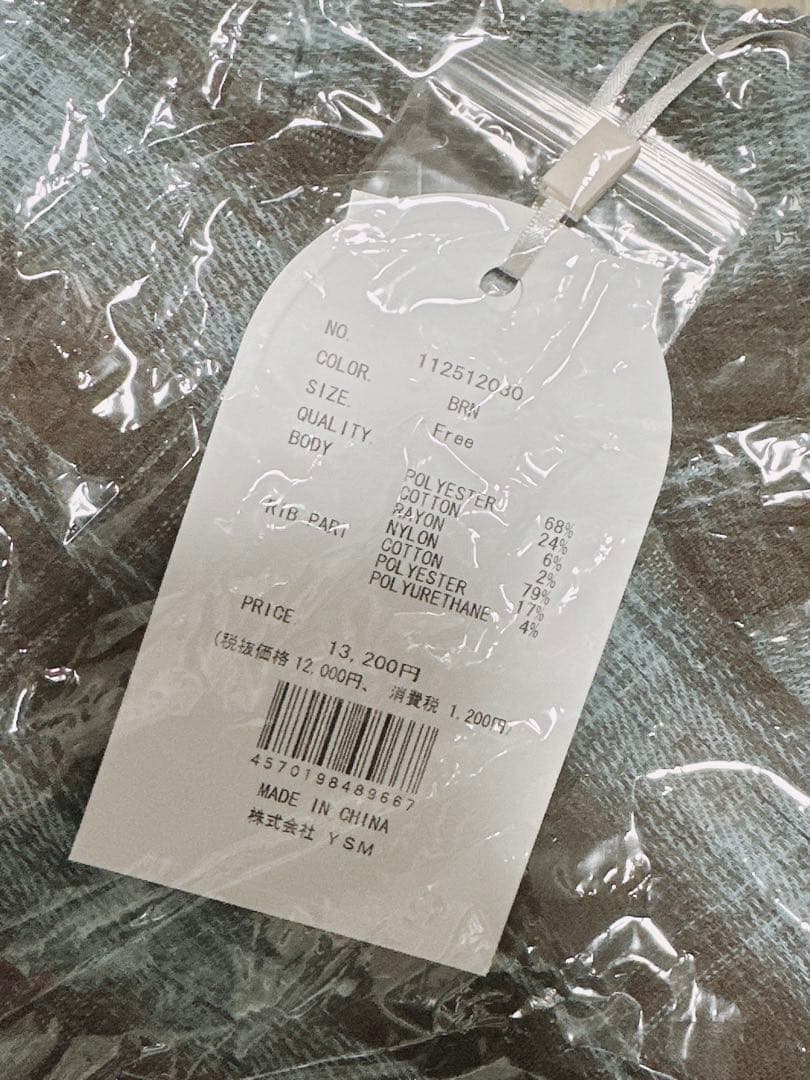 NO. 112512030
COLOR. BRN
SIZE. Free
QUALITY.
BODY POLYESTER 68%
COTTON 24%
RAYON 6%
NYLON 2%
RIB PART COTTON 79%
POLYESTER 17%
POLYURETHANE 4%
PRICE. 13,200円
(税抜価格 12,000円、 消費税 1,200円)
4570198489667
MADE IN CHINA
株式会社 YSM